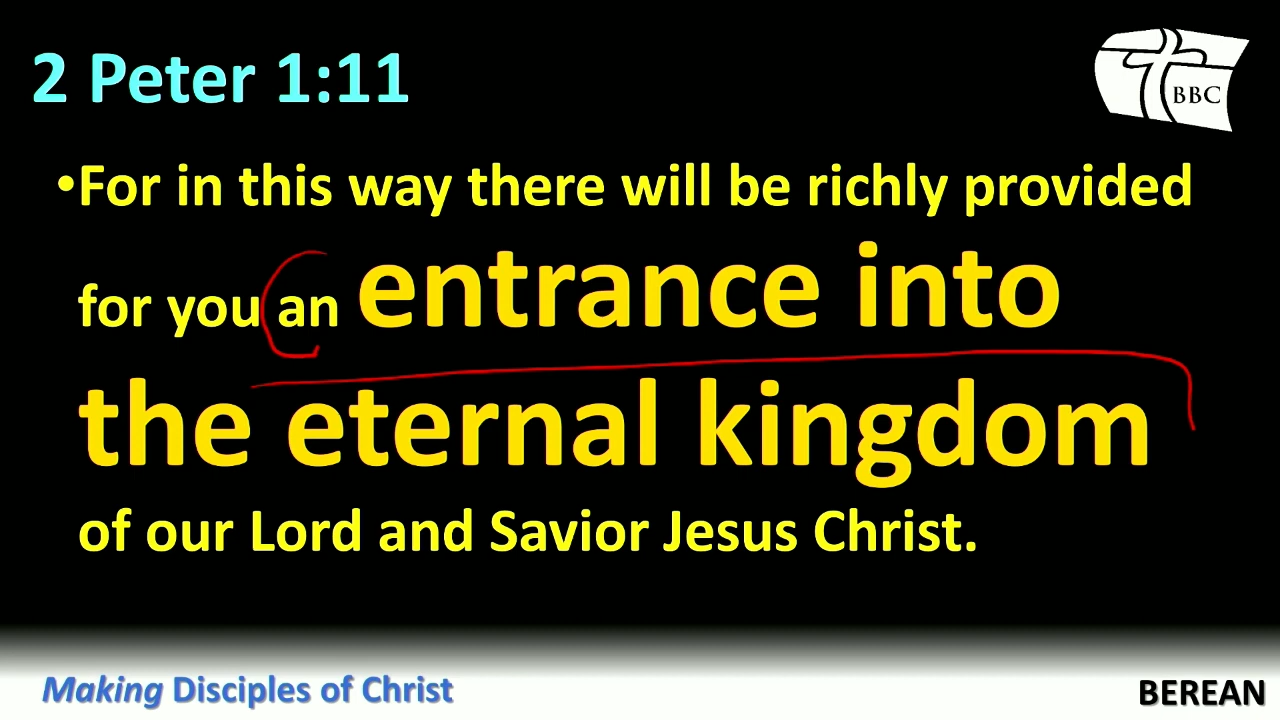 2 Peter 1:11
BBC
•For in this way there will be richly provided
for you an entrance into
the eternal kingdom
of our Lord and Savior Jesus Christ.
Making Disciples of Christ
BEREAN